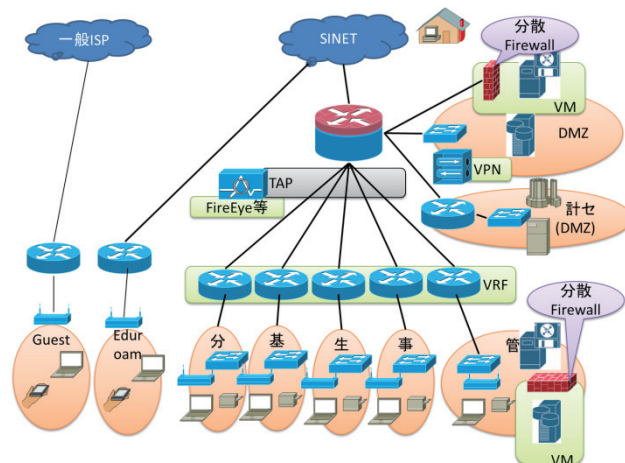 一般ISP
SINET
分散
Firewall
VM
DMZ
VPN
TAP
FireEye等
計セ
(DMZ)
VRF
分散
Firewall
Guest
Edur
oam
分
基
生
事
管
VM